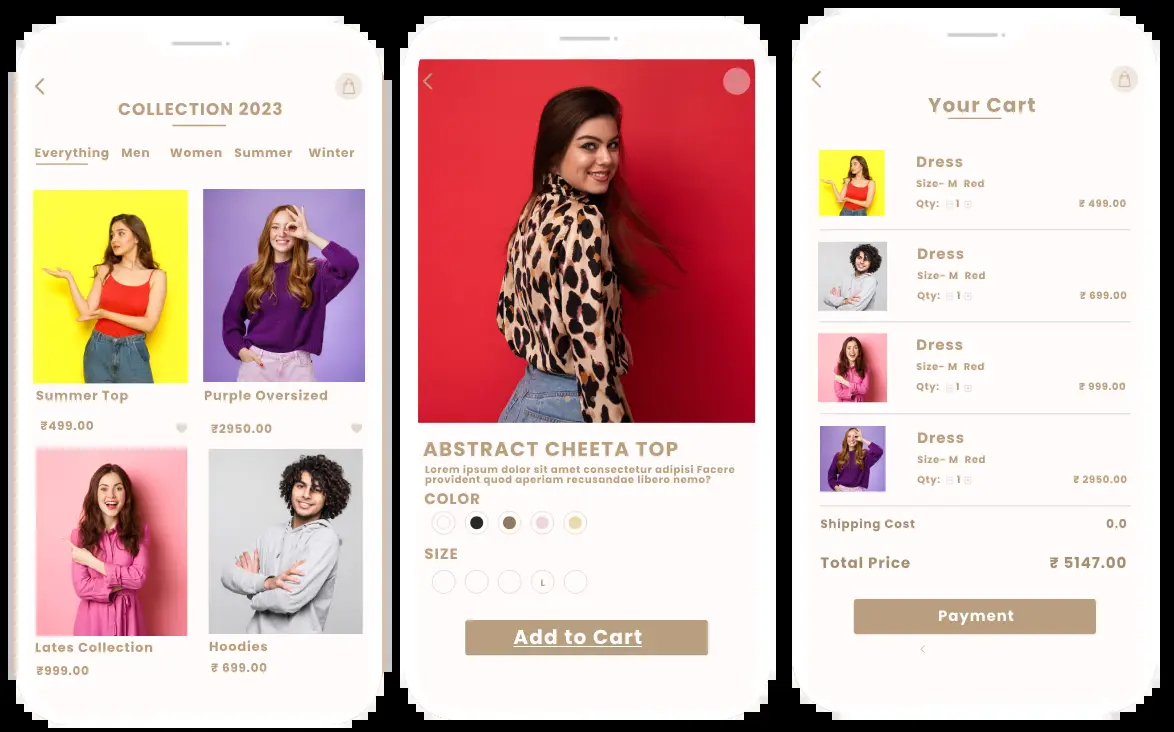 COLLECTION 2023
Everything Men Women Summer Winter
Summer Top
₹499.00
Purple Oversized
₹2950.00
Lates Collection
₹999.00
Hoodies
₹ 699.00
ABSTRACT CHEETA TOP
Lorem ipsum dolor sit amet consectetur adipisi Facere
provident quod aperiam recusandae libero nemo?
COLOR
SIZE
L
Add to Cart
Your Cart
Dress
Size- M Red
Qty: 1
₹ 499.00
Dress
Size- M Red
Qty: 1
₹ 699.00
Dress
Size- M Red
Qty: 1
₹ 999.00
Dress
Size- M Red
Qty: 1
₹ 2950.00
Shipping Cost 0.0
Total Price ₹ 5147.00
Payment